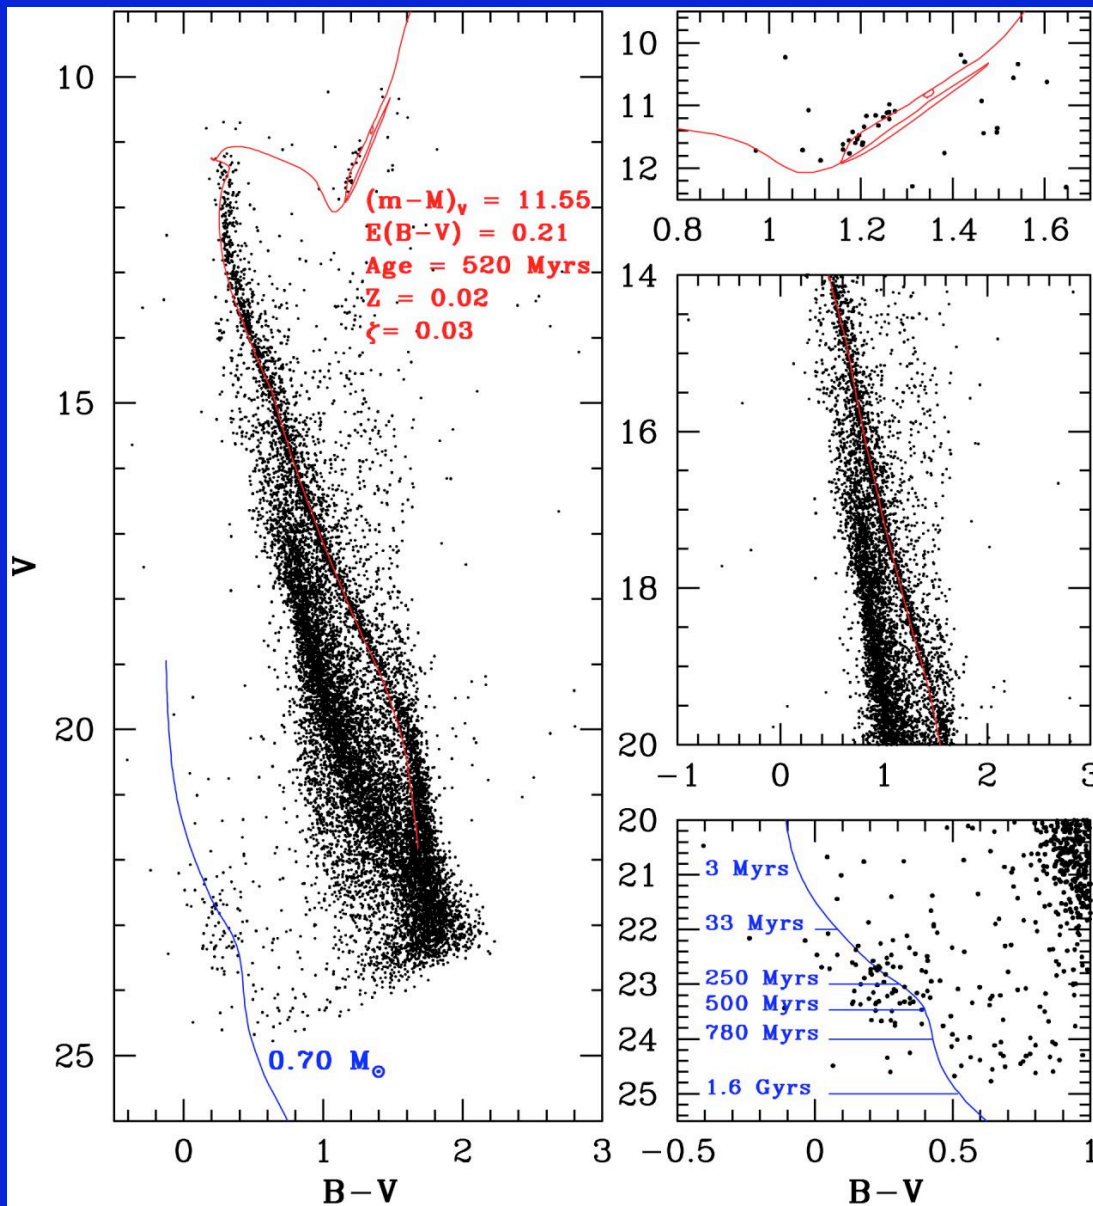 10
15
20
25
0
1
2
3
V
B−V
(m−M)V = 11.55
E(B−V) = 0.21
Age = 520 Myrs
Z = 0.02
ζ= 0.03
0.70 M⊙
10
11
12
0.8
1
1.2
1.4
1.6
14
16
18
20
−1
0
1
2
3
20
21
22
23
24
25
3 Myrs
33 Myrs
250 Myrs
500 Myrs
780 Myrs
1.6 Gyrs
−0.5
0
0.5
1
B−V